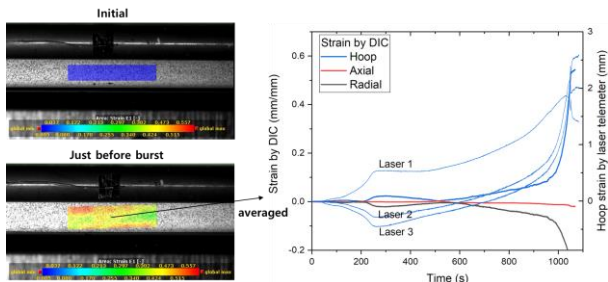 Initial
Just before burst
averaged
Strain by DIC
Hoop
Axial
Radial
Laser 1
Laser 2
Laser 3
Strain by DIC (mm/mm)
0.6
0.4
0.2
0.0
-0.2
Hoop strain by laser telemeter (mm)
3
2
1
0
-1
0
200
400
600
800
1000
Time (s)